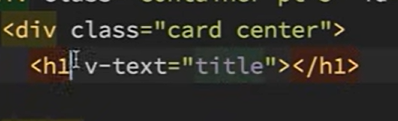 <div class="card center">
<h1 v-text="title"></h1>